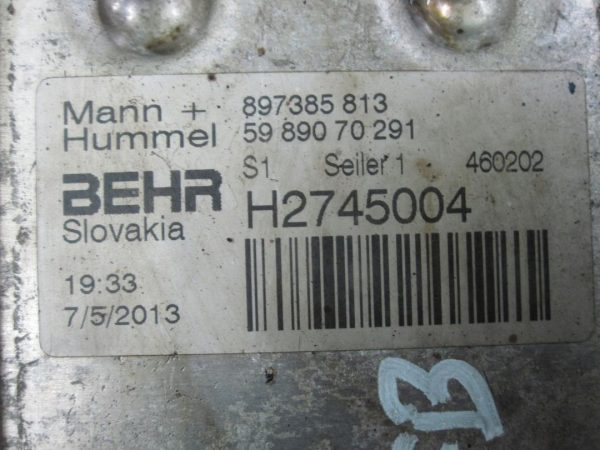 Mann + 897385 813
Hummel 59 890 70 291
S1 Seiler 1 460202
BEHR H2745004
Slovakia
19:33
7/5/2013